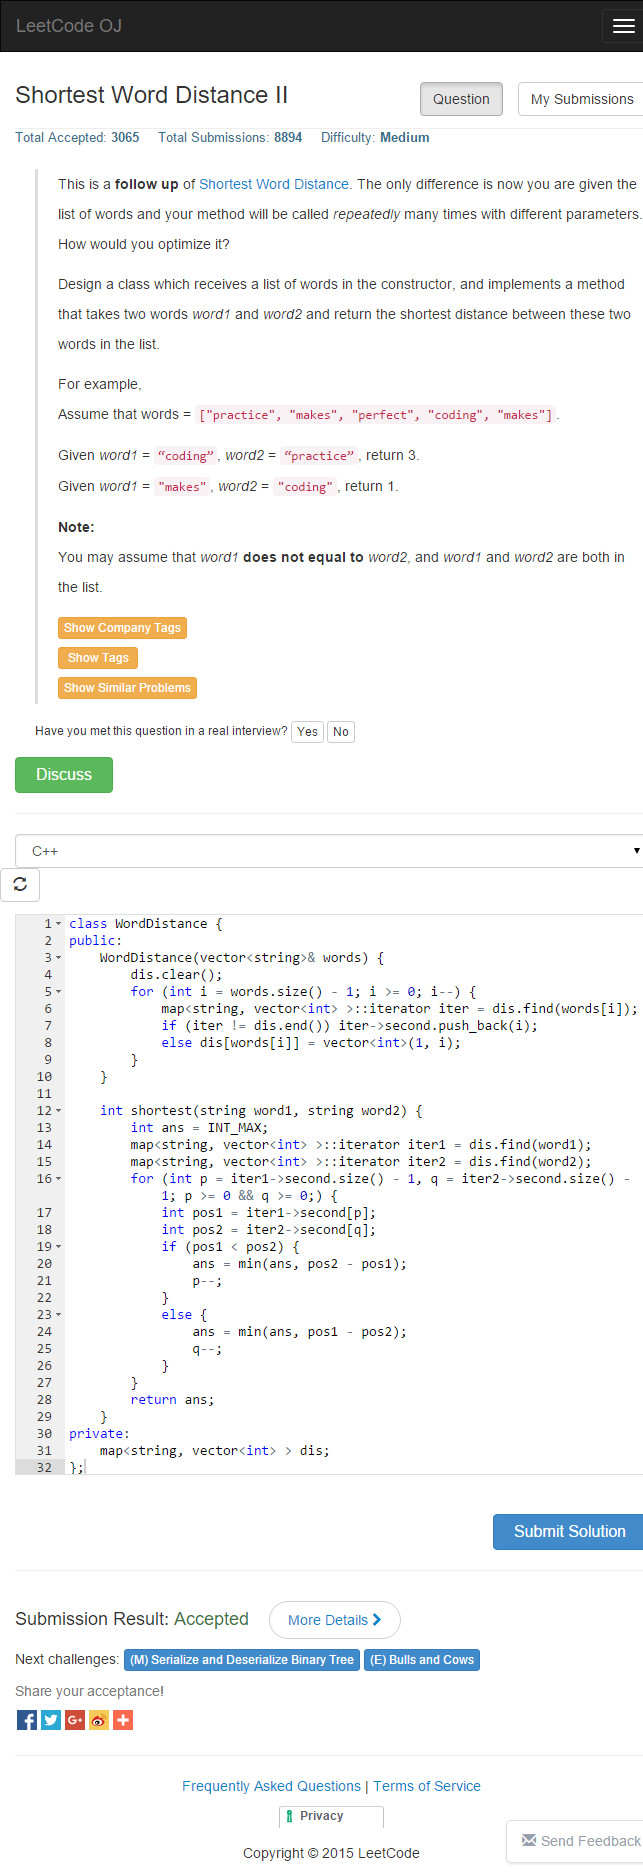 LeetCode OJ
Shortest Word Distance II
Question
My Submissions
Total Accepted: 3065 Total Submissions: 8894 Difficulty: Medium
This is a follow up of Shortest Word Distance. The only difference is now you are given the
list of words and your method will be called repeatedly many times with different parameters.
How would you optimize it?
Design a class which receives a list of words in the constructor, and implements a method
that takes two words word1 and word2 and return the shortest distance between these two
words in the list.
For example,
Assume that words = ["practice", "makes", "perfect", "coding", "makes"].
Given word1 = “coding”, word2 = “practice”, return 3.
Given word1 = "makes", word2 = "coding", return 1.
Note:
You may assume that word1 does not equal to word2, and word1 and word2 are both in
the list.
Show Company Tags
Show Tags
Show Similar Problems
Have you met this question in a real interview? Yes No
Discuss
C++
1 class WordDistance {
2 public:
3     WordDistance(vector<string>& words) {
4         dis.clear();
5         for (int i = words.size() - 1; i >= 0; i--) {
6             map<string, vector<int> >::iterator iter = dis.find(words[i]);
7             if (iter != dis.end()) iter->second.push_back(i);
8             else dis[words[i]] = vector<int>(1, i);
9         }
10     }
11
12     int shortest(string word1, string word2) {
13         int ans = INT_MAX;
14         map<string, vector<int> >::iterator iter1 = dis.find(word1);
15         map<string, vector<int> >::iterator iter2 = dis.find(word2);
16         for (int p = iter1->second.size() - 1, q = iter2->second.size() -
1; p >= 0 && q >= 0;) {
17             int pos1 = iter1->second[p];
18             int pos2 = iter2->second[q];
19             if (pos1 < pos2) {
20                 ans = min(ans, pos2 - pos1);
21                 p--;
22             }
23             else {
24                 ans = min(ans, pos1 - pos2);
25                 q--;
26             }
27         }
28         return ans;
29     }
30 private:
31     map<string, vector<int> > dis;
32 };
Submit Solution
Submission Result: Accepted More Details
Next challenges: (M) Serialize and Deserialize Binary Tree (E) Bulls and Cows
Share your acceptance!
Frequently Asked Questions | Terms of Service
Privacy
Send Feedback
Copyright © 2015 LeetCode